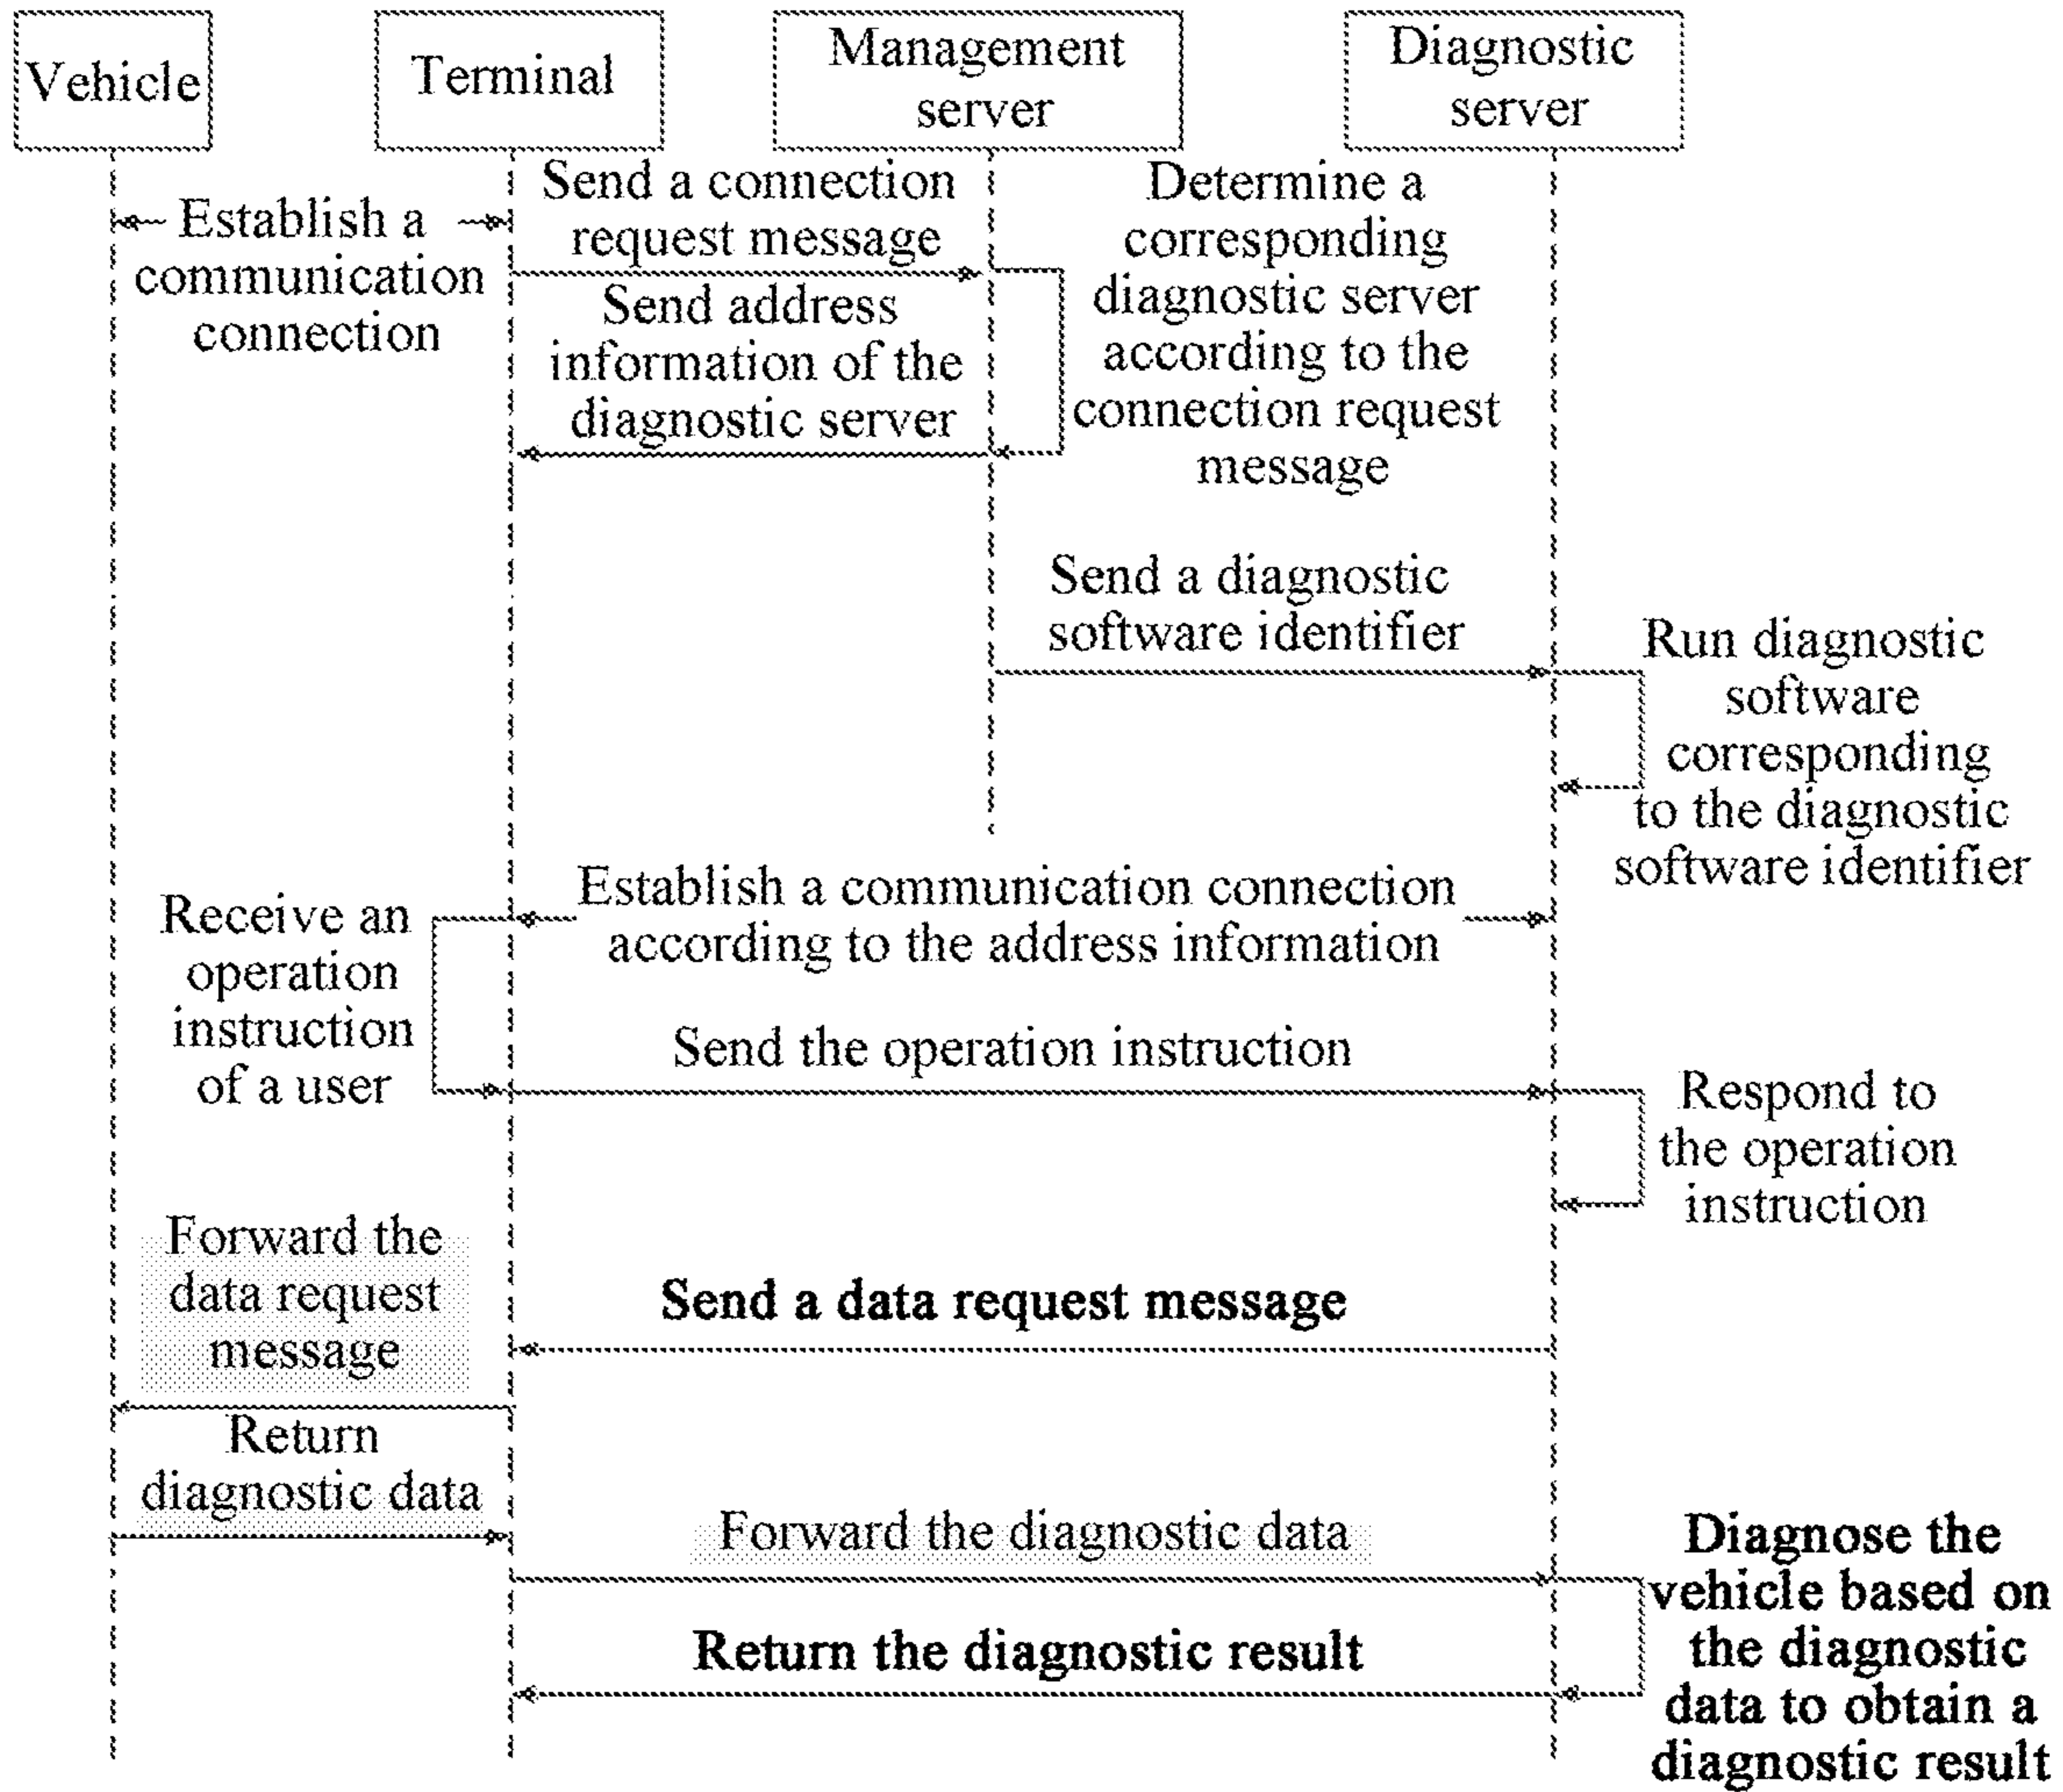 Vehicle
Terminal
Management
server
Diagnostic
server
Establish a
communication
connection
Send a connection
request message
Determine a
corresponding
diagnostic server
according to the
connection request
message
Send address
information of the
diagnostic server
Send a diagnostic
software identifier
Run diagnostic
software
corresponding
to the diagnostic
software identifier
Establish a communication connection
according to the address information
Receive an
operation
instruction
of a user
Send the operation instruction
Respond to
the operation
instruction
Send a data request message
Forward the
data request
message
Return
diagnostic data
Forward the diagnostic data
Diagnose the
vehicle based on
the diagnostic
data to obtain a
diagnostic result
Return the diagnostic result